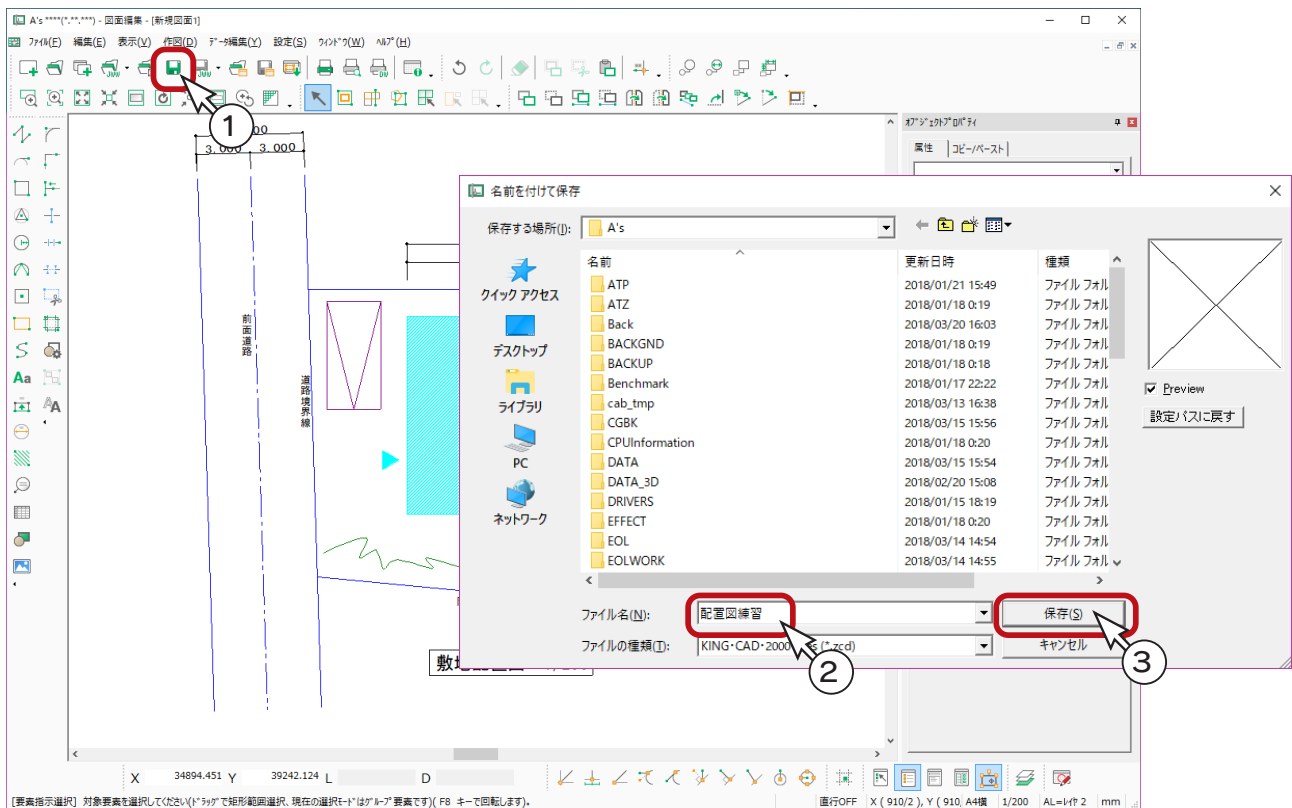 A's ****(*.**.***) - 図面編集 - [新規図面1]
ﾌｧｲﾙ(F) 編集(E) 表示(V) 作図(D) ﾃﾞｰﾀ編集(Y) 設定(S) ｳｨﾝﾄﾞｳ(W) ﾍﾙﾌﾟ(H)
1
3.000 3.000
前面道路
道路境界線
ｵﾌﾞｼﾞｪｸﾄﾌﾟﾛﾊﾟﾃｨ
属性 ｺﾋﾟｰ/ﾍﾟｰｽﾄ
Aa
名前を付けて保存
保存する場所(I): A's
名前 更新日時 種類
クイック アクセス
デスクトップ
ライブラリ
PC
ネットワーク
ATP 2018/01/21 15:49 ファイル フォル
ATZ 2018/01/18 0:19 ファイル フォル
Back 2018/03/20 16:03 ファイル フォル
BACKGND 2018/01/18 0:19 ファイル フォル
BACKUP 2018/01/18 0:18 ファイル フォル
Benchmark 2018/01/17 22:22 ファイル フォル
cab_tmp 2018/03/13 16:38 ファイル フォル
CGBK 2018/03/15 15:56 ファイル フォル
CPUInformation 2018/01/18 0:20 ファイル フォル
DATA 2018/03/15 15:54 ファイル フォル
DATA_3D 2018/02/20 15:08 ファイル フォル
DRIVERS 2018/01/15 18:19 ファイル フォル
EFFECT 2018/01/18 0:20 ファイル フォル
EOL 2018/03/14 14:54 ファイル フォル
EOLWORK 2018/03/14 14:55 ファイル フォル
Preview
設定パスに戻す
ファイル名(N): 配置図練習 保存(S)
ファイルの種類(T): KING・CAD・2000 (*.zcd) キャンセル
2
3
X 34894.451 Y 39242.124 L D
[要素指示選択] 対象要素を選択してください(ﾄﾞﾗｯｸﾞで矩形範囲選択、現在の選択ﾓｰﾄﾞはｸﾞﾙｰﾌﾟ要素です)( F8 キーで回転します)。
直行OFF X ( 910/2 ), Y ( 910, A4横 1/200 AL=ﾚｲﾔ 2 mm